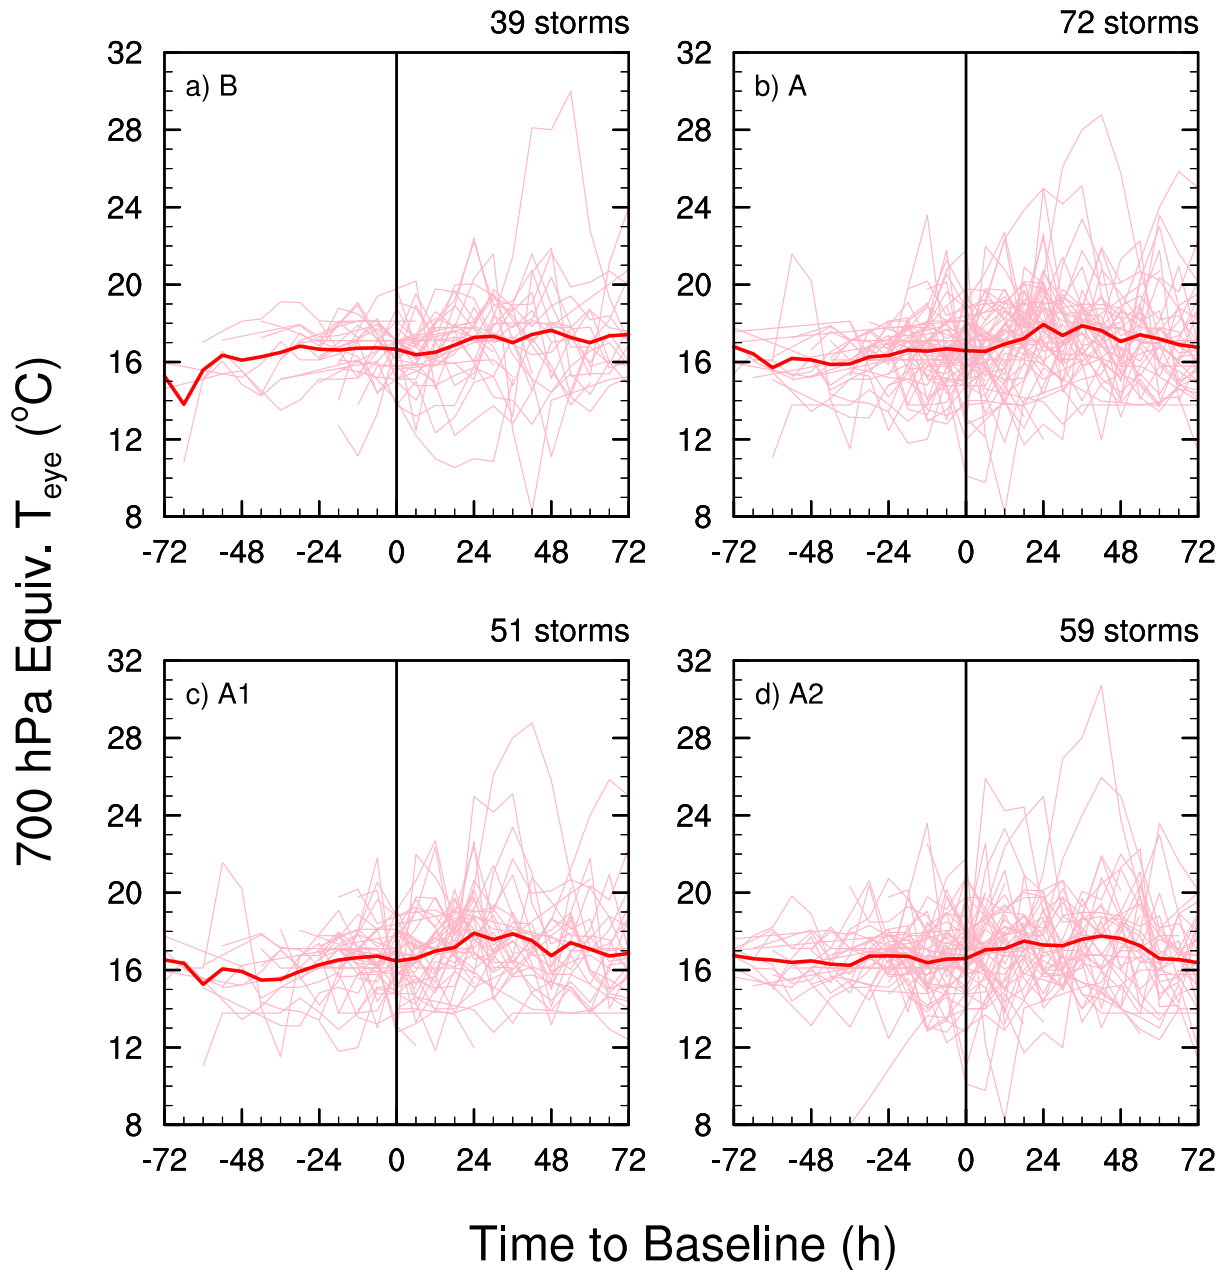 39 storms
72 storms
a) B
b) A
32
28
24
20
16
12
8
-72 -48 -24 0 24 48 72
32
28
24
20
16
12
8
-72 -48 -24 0 24 48 72
51 storms
59 storms
c) A1
d) A2
32
28
24
20
16
12
8
-72 -48 -24 0 24 48 72
32
28
24
20
16
12
8
-72 -48 -24 0 24 48 72
700 hPa Equiv. T_eye (°C)
Time to Baseline (h)